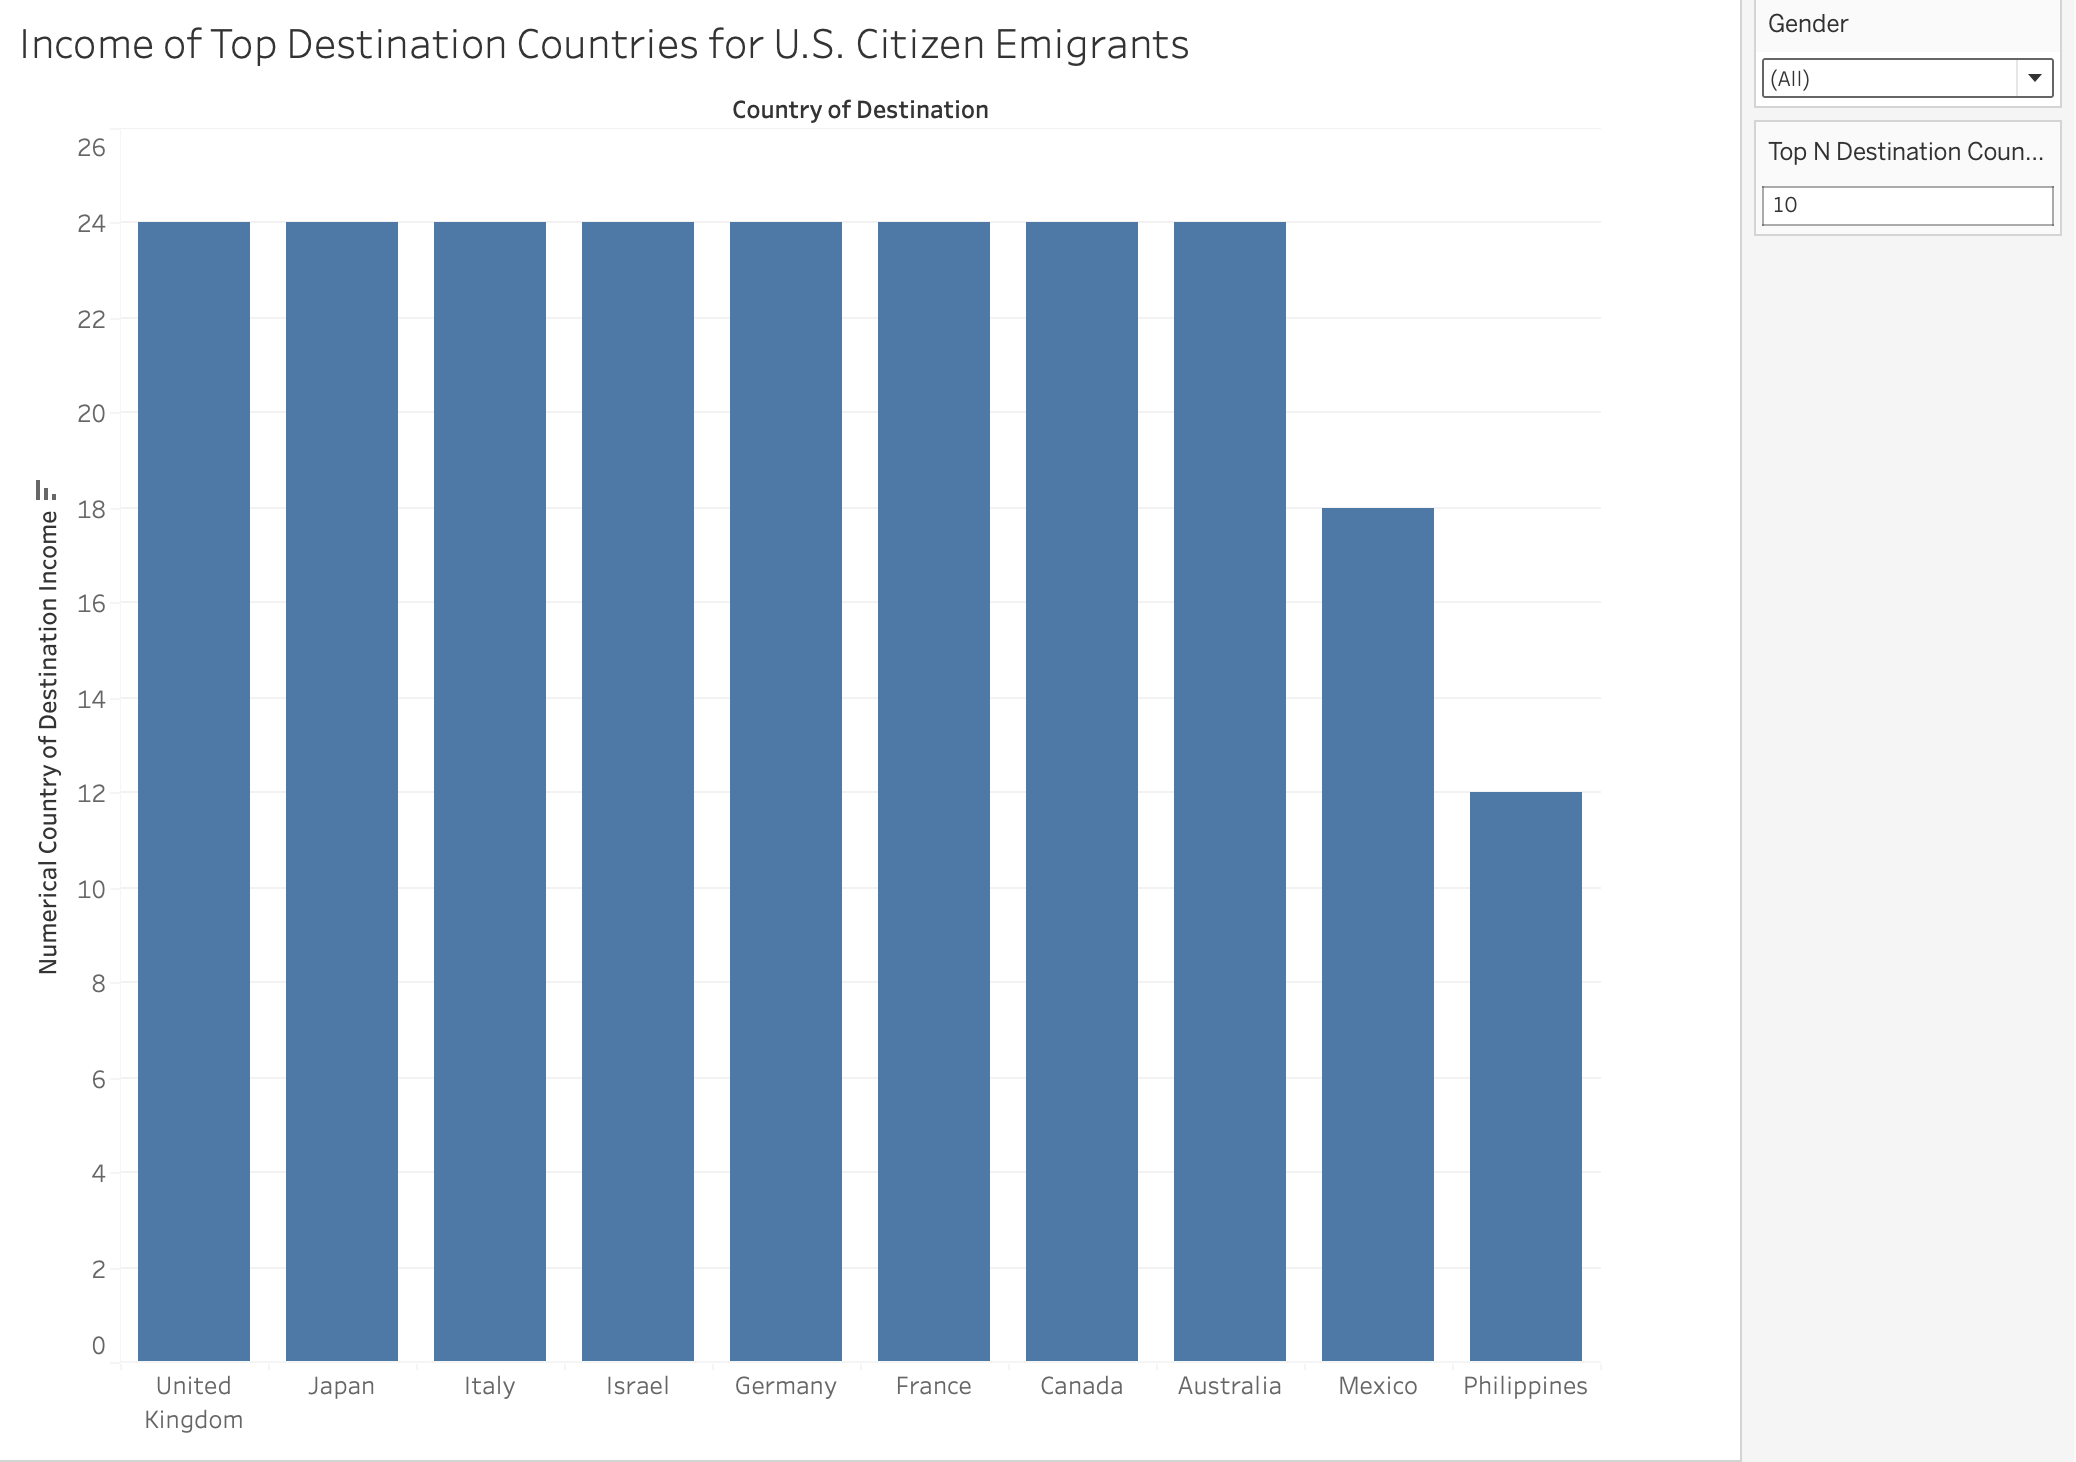 Income of Top Destination Countries for U.S. Citizen Emigrants
Country of Destination
Numerical Country of Destination Income
26
24
22
20
18
16
14
12
10
8
6
4
2
0
United Kingdom
Japan
Italy
Israel
Germany
France
Canada
Australia
Mexico
Philippines
Gender
(All)
Top N Destination Coun...
10